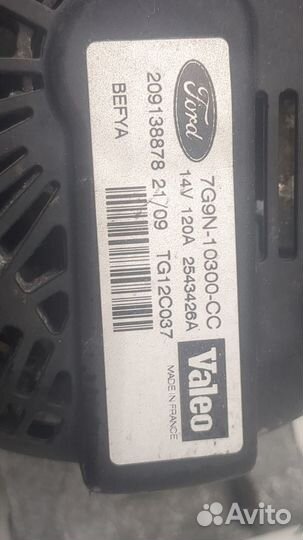 Ford
7G9N-10300-CC
14V 120A 2543426A
Valeo
MADE IN FRANCE
209138878 21/09 TG12C037
BEFYA
Avito